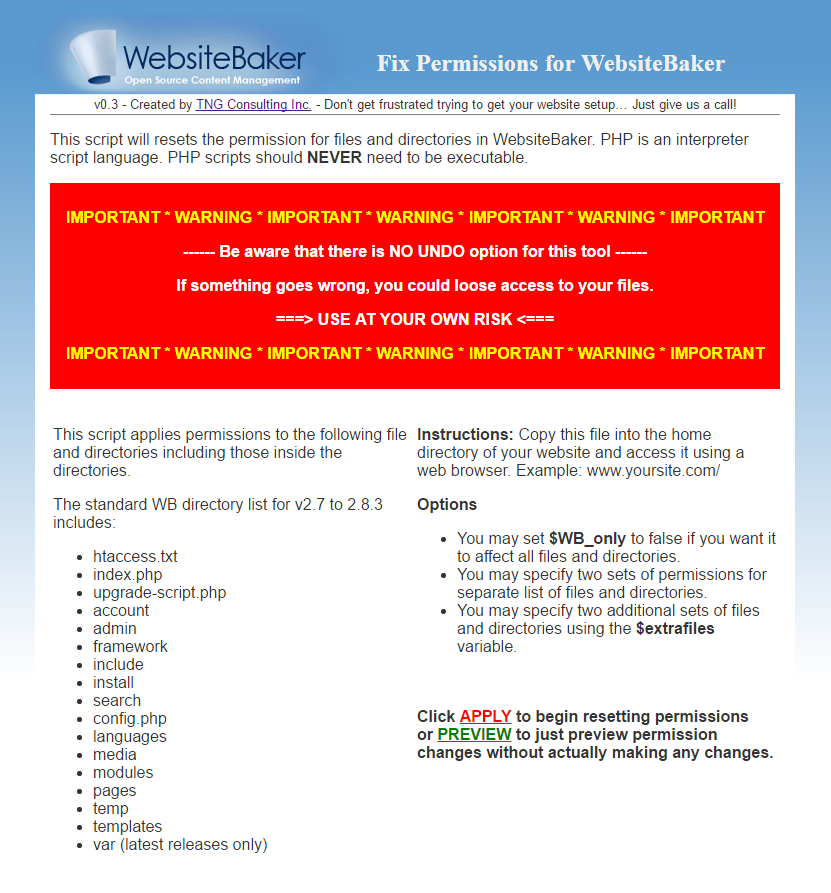 WebsiteBaker
Open Source Content Management
Fix Permissions for WebsiteBaker
v0.3 - Created by TNG Consulting Inc. - Don't get frustrated trying to get your website setup... Just give us a call!
This script will resets the permission for files and directories in WebsiteBaker. PHP is an interpreter
script language. PHP scripts should NEVER need to be executable.
IMPORTANT * WARNING * IMPORTANT * WARNING * IMPORTANT * WARNING * IMPORTANT
------ Be aware that there is NO UNDO option for this tool ------
If something goes wrong, you could loose access to your files.
===> USE AT YOUR OWN RISK <===
IMPORTANT * WARNING * IMPORTANT * WARNING * IMPORTANT * WARNING * IMPORTANT
This script applies permissions to the following file
and directories including those inside the
directories.
The standard WB directory list for v2.7 to 2.8.3
includes:
• htaccess.txt
• index.php
• upgrade-script.php
• account
• admin
• framework
• include
• install
• search
• config.php
• languages
• media
• modules
• pages
• temp
• templates
• var (latest releases only)
Instructions: Copy this file into the home
directory of your website and access it using a
web browser. Example: www.yoursite.com/
Options
• You may set $WB_only to false if you want it
to affect all files and directories.
• You may specify two sets of permissions for
separate list of files and directories.
• You may specify two additional sets of files
and directories using the $extrafiles
variable.
Click APPLY to begin resetting permissions
or PREVIEW to just preview permission
changes without actually making any changes.